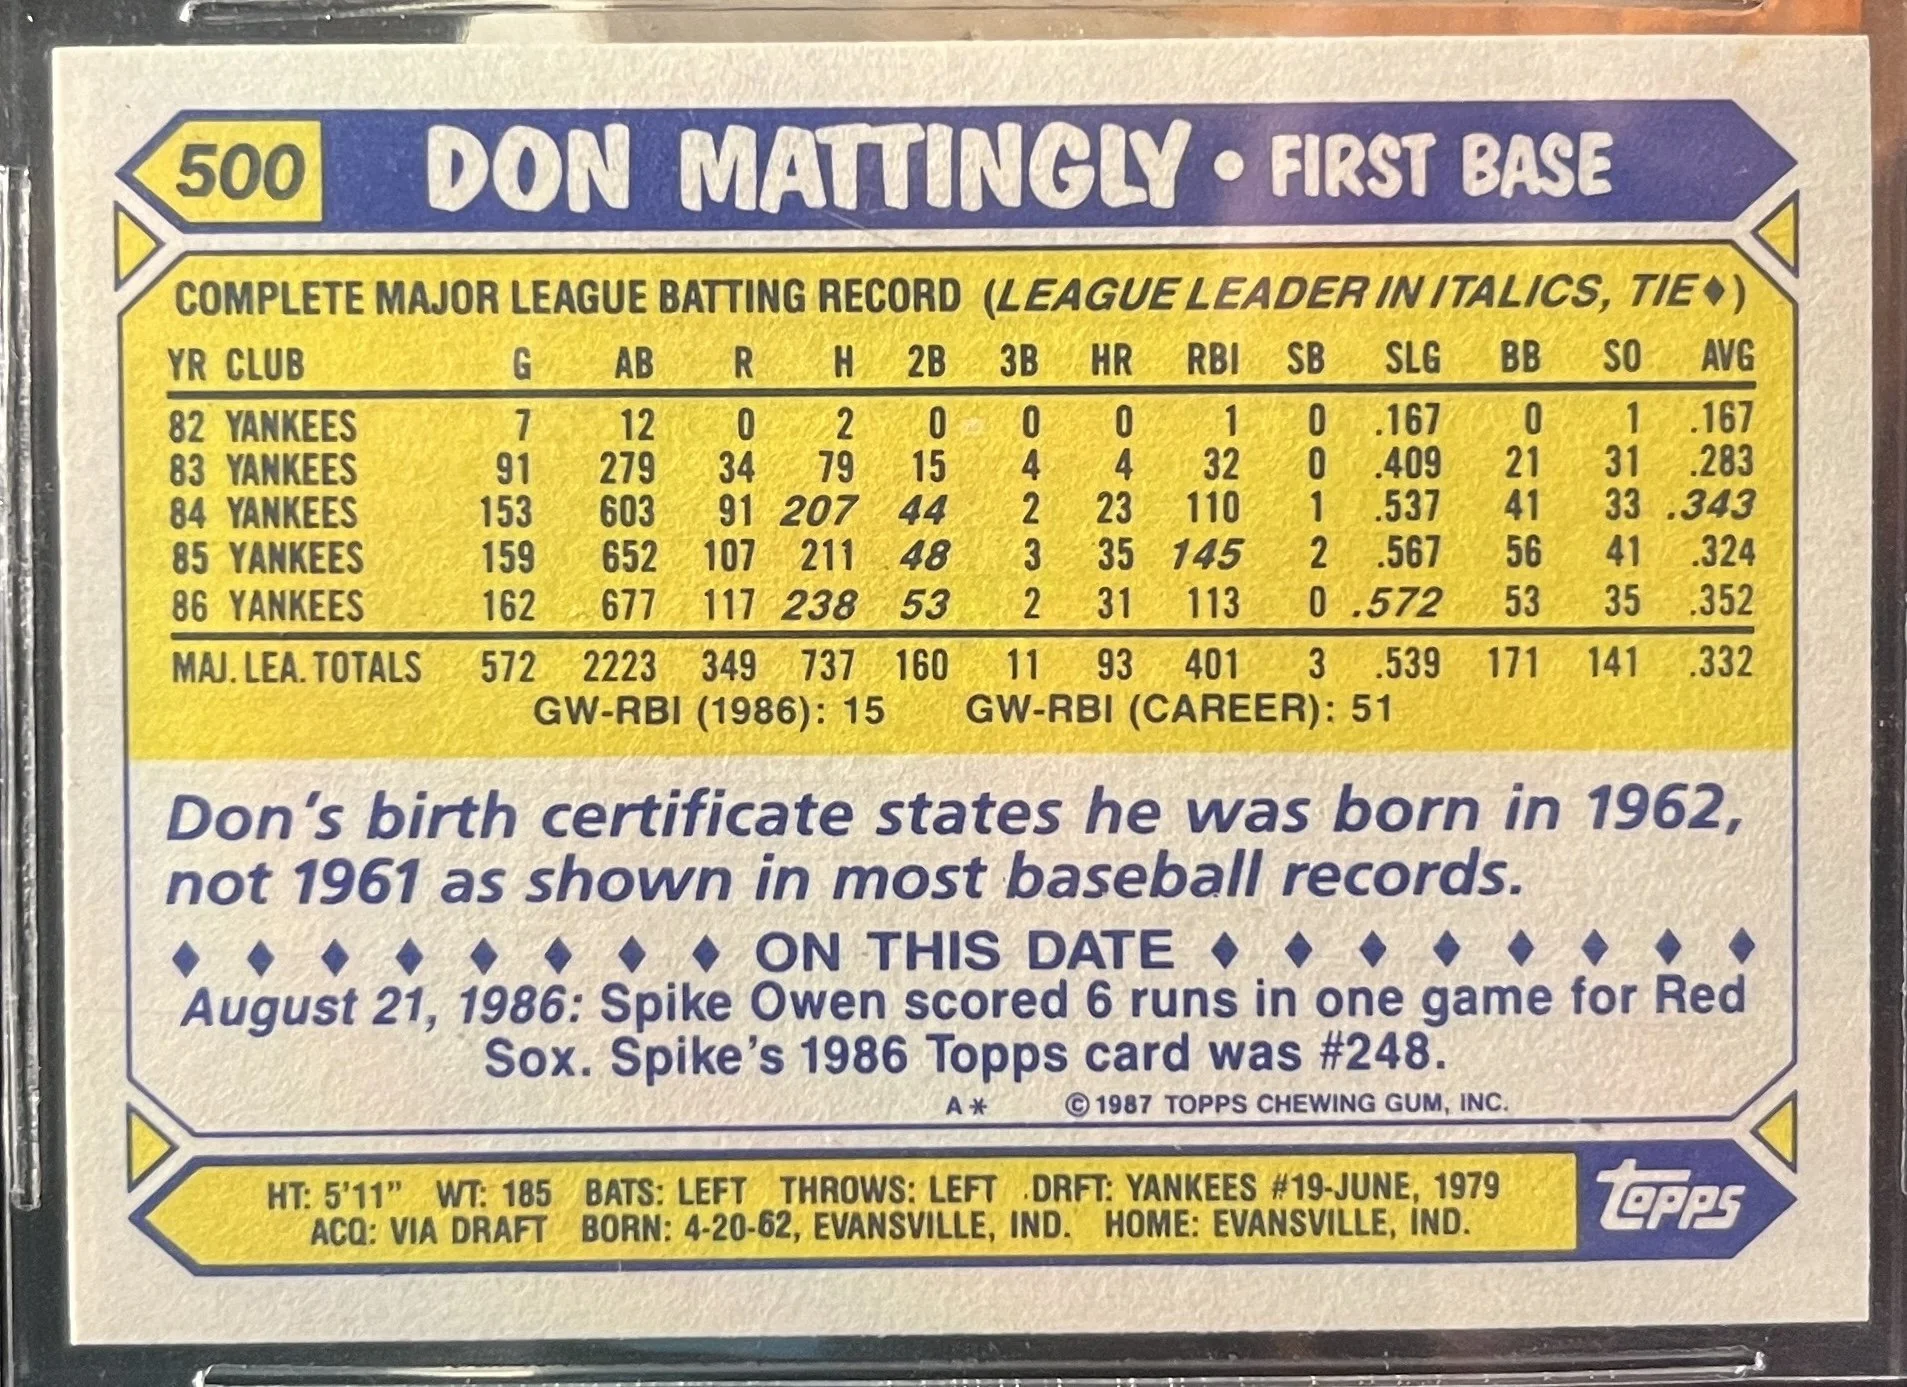 500 DON MATTINGLY • FIRST BASE
COMPLETE MAJOR LEAGUE BATTING RECORD (LEAGUE LEADER IN ITALICS, TIE♦)
YR CLUB G AB R H 2B 3B HR RBI SB SLG BB SO AVG
82 YANKEES 7 12 0 2 0 0 0 1 0 .167 0 1 .167
83 YANKEES 91 279 34 79 15 4 4 32 0 .409 21 31 .283
84 YANKEES 153 603 91 207 44 2 23 110 1 .537 41 33 .343
85 YANKEES 159 652 107 211 48 3 35 145 2 .567 56 41 .324
86 YANKEES 162 677 117 238 53 2 31 113 0 .572 53 35 .352
MAJ. LEA. TOTALS 572 2223 349 737 160 11 93 401 3 .539 171 141 .332
GW-RBI (1986): 15 GW-RBI (CAREER): 51
Don's birth certificate states he was born in 1962,
not 1961 as shown in most baseball records.
♦ ♦ ♦ ♦ ♦ ♦ ♦ ♦ ON THIS DATE ♦ ♦ ♦ ♦ ♦ ♦ ♦ ♦
August 21, 1986: Spike Owen scored 6 runs in one game for Red
Sox. Spike's 1986 Topps card was #248.
A* © 1987 TOPPS CHEWING GUM, INC.
HT: 5'11" WT: 185 BATS: LEFT THROWS: LEFT DRFT: YANKEES #19-JUNE, 1979
ACQ: VIA DRAFT BORN: 4-20-62, EVANSVILLE, IND. HOME: EVANSVILLE, IND.
Topps